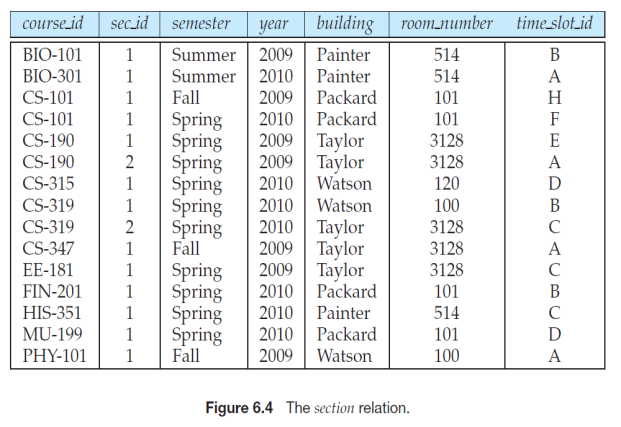 course_id sec_id semester year building room_number time_slot_id
BIO-101 1 Summer 2009 Painter 514 B
BIO-301 1 Summer 2010 Painter 514 A
CS-101 1 Fall 2009 Packard 101 H
CS-101 1 Spring 2010 Packard 101 F
CS-190 1 Spring 2009 Taylor 3128 E
CS-190 2 Spring 2009 Taylor 3128 A
CS-315 1 Spring 2010 Watson 120 D
CS-319 1 Spring 2010 Watson 100 B
CS-319 2 Spring 2010 Taylor 3128 C
CS-347 1 Fall 2009 Taylor 3128 A
EE-181 1 Spring 2009 Taylor 3128 C
FIN-201 1 Spring 2010 Packard 101 B
HIS-351 1 Spring 2010 Painter 514 C
MU-199 1 Spring 2010 Packard 101 D
PHY-101 1 Fall 2009 Watson 100 A
Figure 6.4 The section relation.